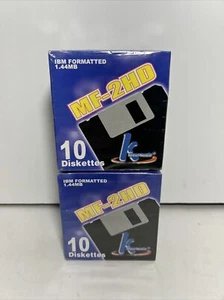 IBM FORMATTED
1.44MB
MF-2HD
10
Diskettes
IBM FORMATTED
1.44MB
MF-2HD
10
Diskettes